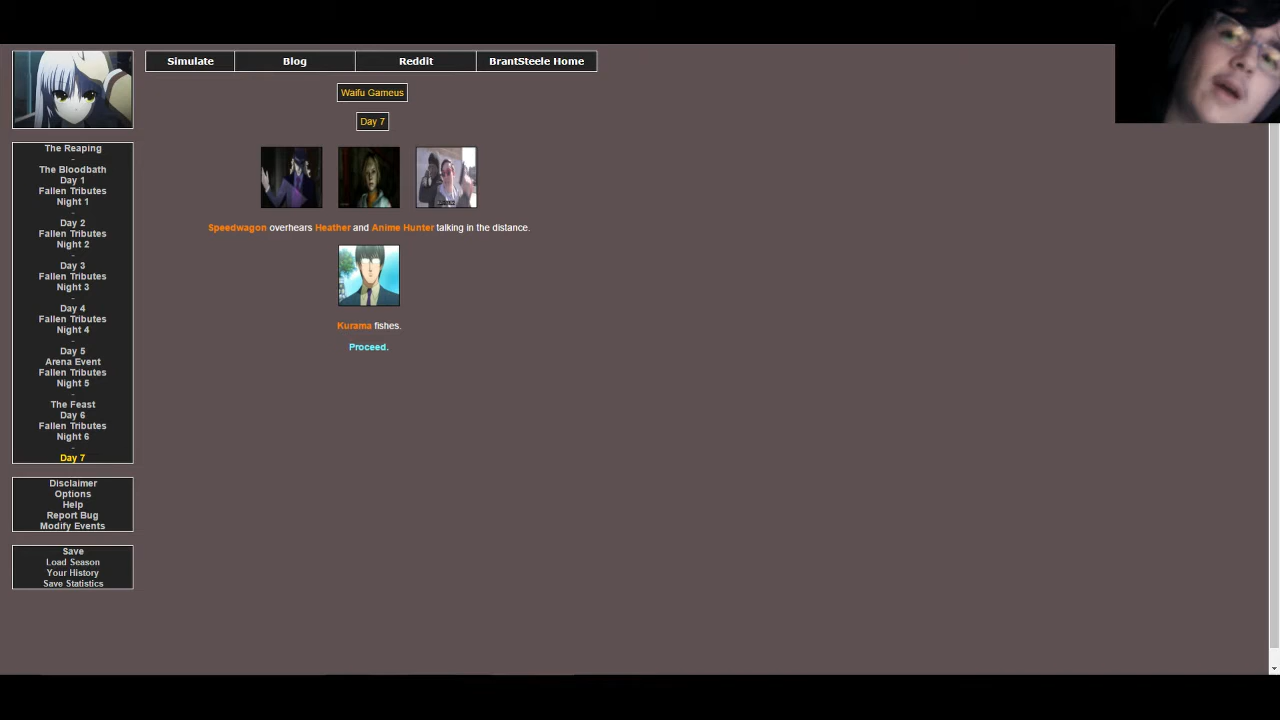 Simulate
Blog
Reddit
BrantSteele Home
Waifu Gameus
Day 7
Speedwagon overhears Heather and Anime Hunter talking in the distance.
Kurama fishes.
Proceed.
The Reaping
-
The Bloodbath
Day 1
Fallen Tributes
Night 1
-
Day 2
Fallen Tributes
Night 2
-
Day 3
Fallen Tributes
Night 3
-
Day 4
Fallen Tributes
Night 4
-
Day 5
Arena Event
Fallen Tributes
Night 5
-
The Feast
Day 6
Fallen Tributes
Night 6
-
Day 7
Disclaimer
Options
Help
Report Bug
Modify Events
Save
Load Season
Your History
Save Statistics